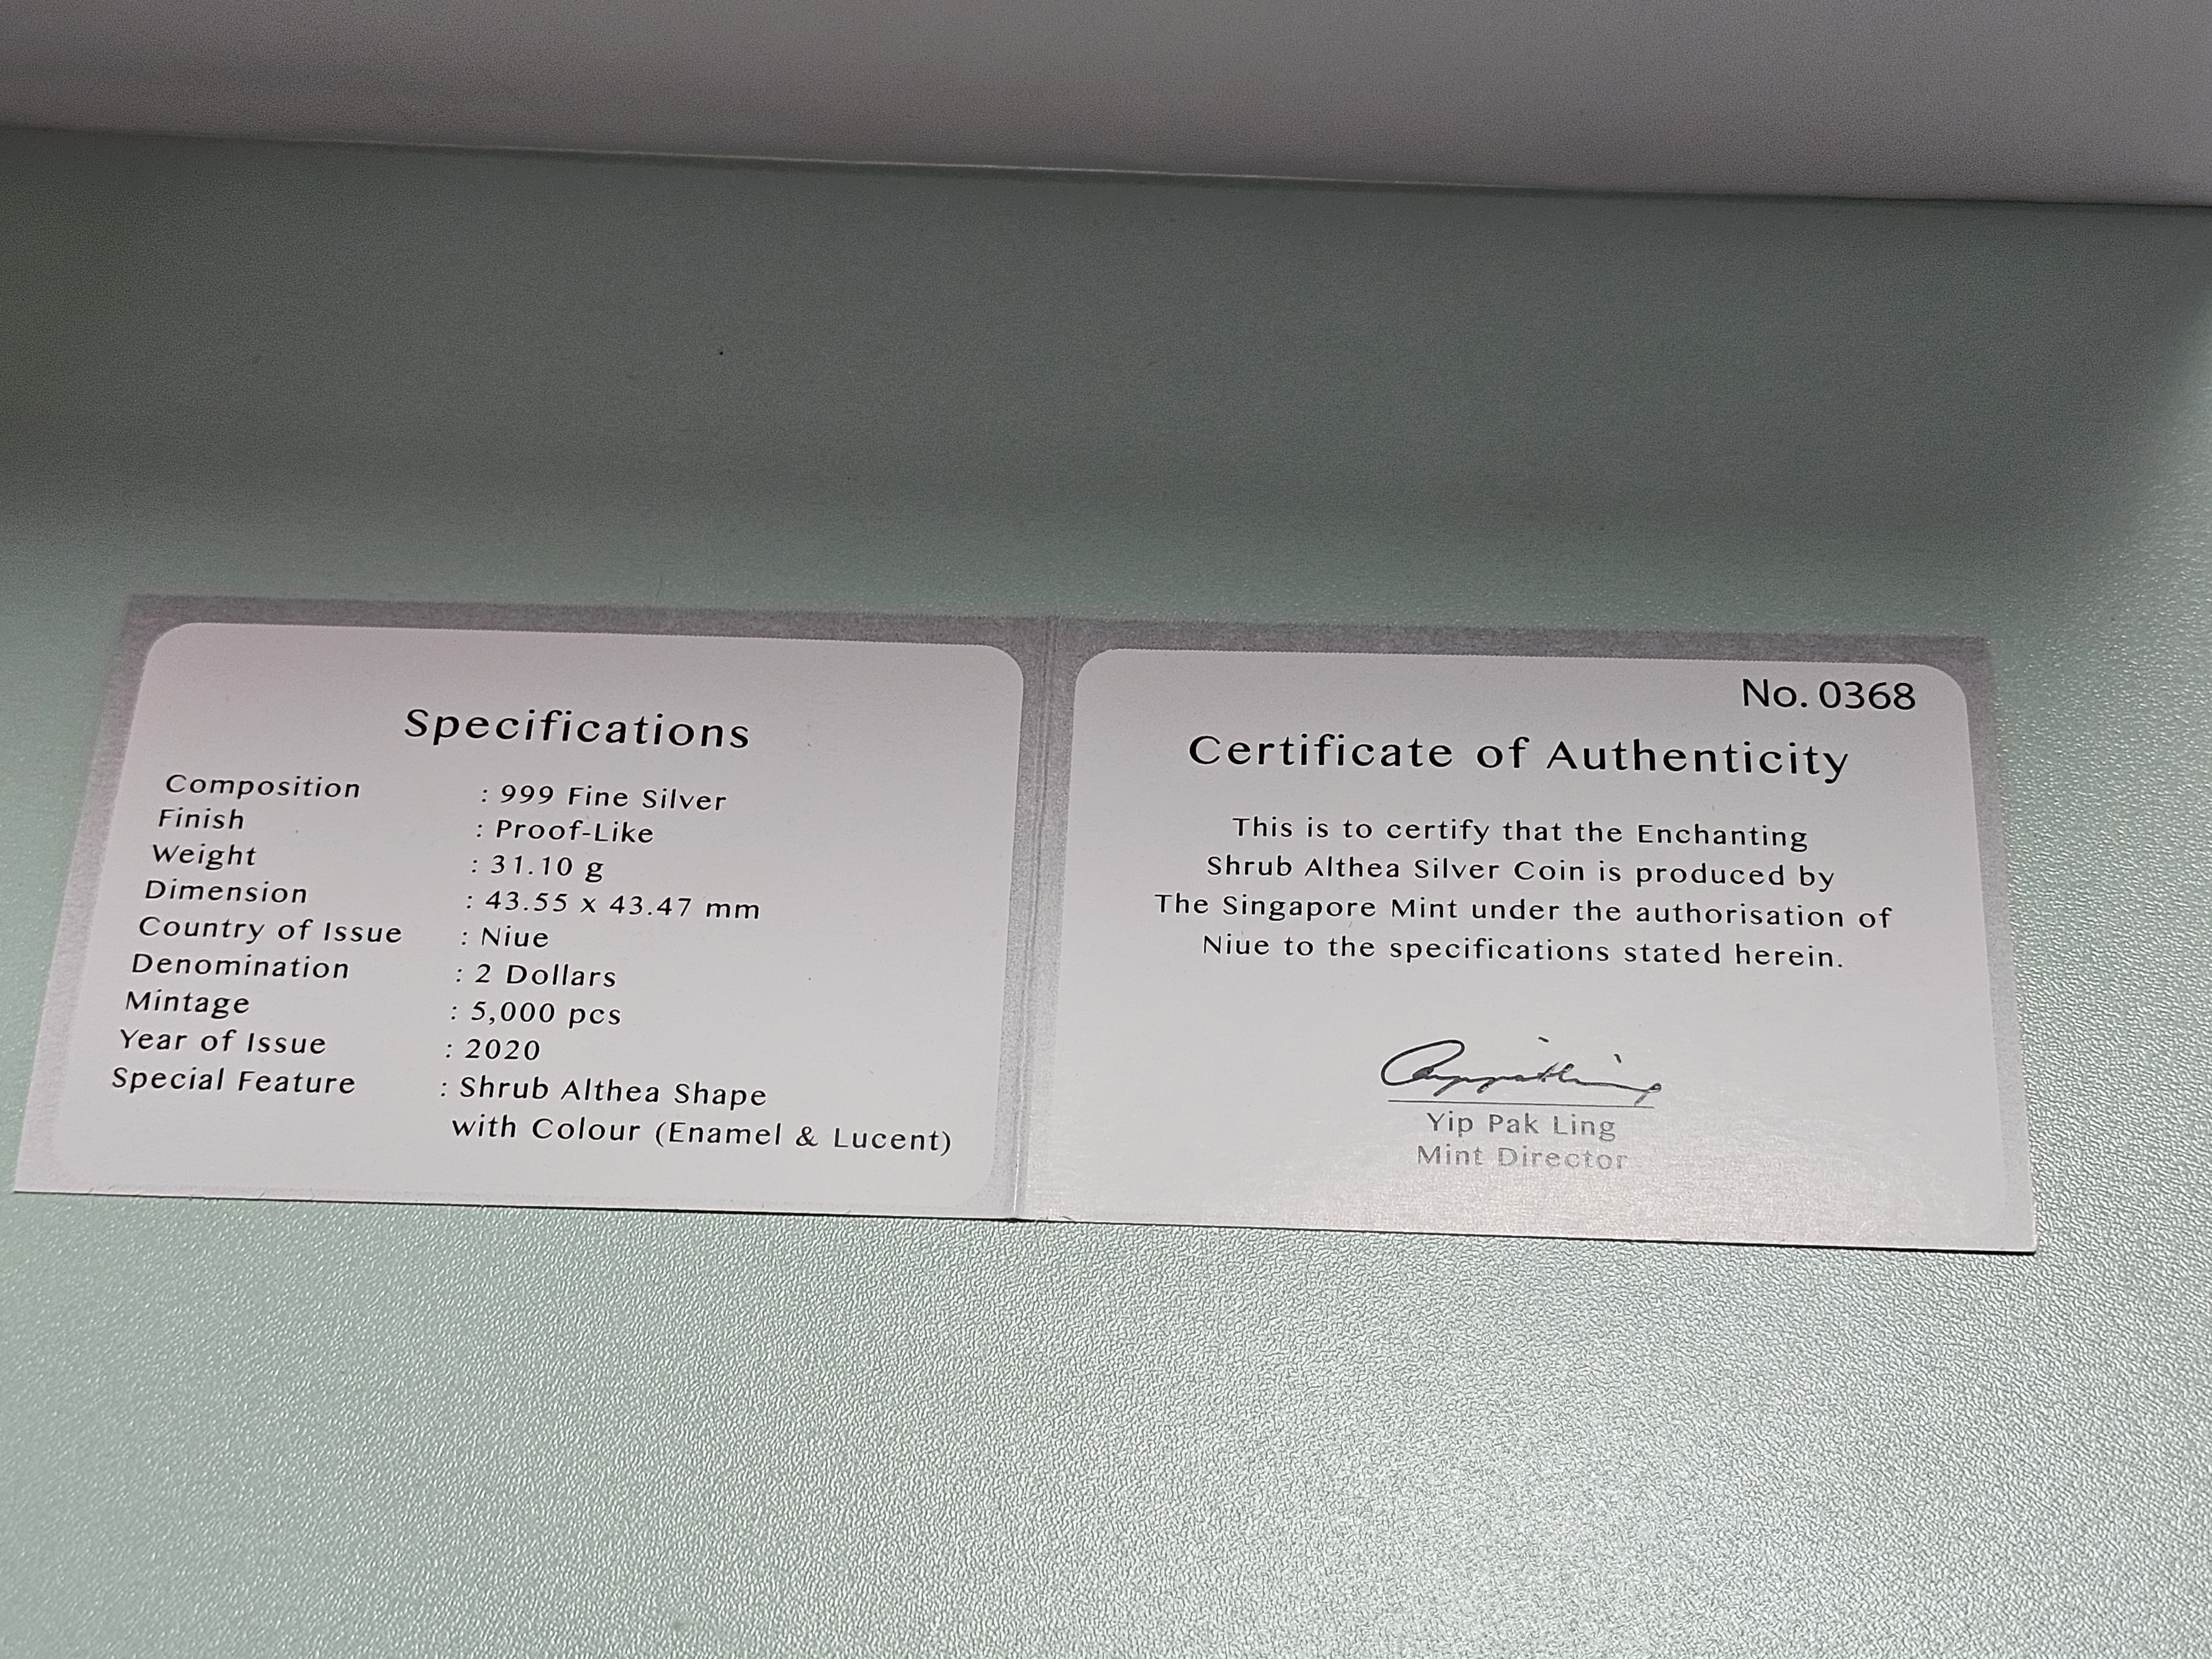 Specifications
Composition : 999 Fine Silver
Finish : Proof-Like
Weight : 31.10 g
Dimension : 43.55 x 43.47 mm
Country of Issue : Niue
Denomination : 2 Dollars
Mintage : 5,000 pcs
Year of Issue : 2020
Special Feature : Shrub Althea Shape
with Colour (Enamel & Lucent)
No. 0368
Certificate of Authenticity
This is to certify that the Enchanting
Shrub Althea Silver Coin is produced by
The Singapore Mint under the authorisation of
Niue to the specifications stated herein.
Yip Pak Ling
Mint Director